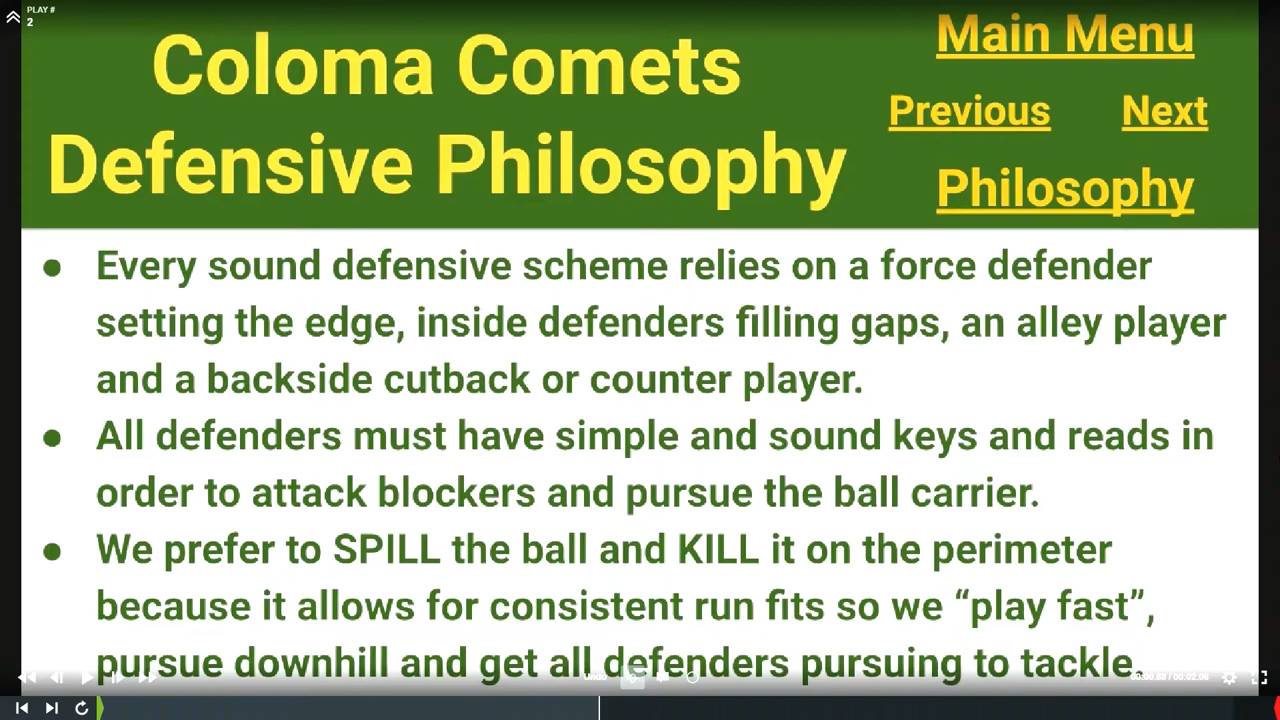 PLAY #
2
Coloma Comets
Defensive Philosophy
Main Menu
Previous Next
Philosophy
● Every sound defensive scheme relies on a force defender
setting the edge, inside defenders filling gaps, an alley player
and a backside cutback or counter player.
● All defenders must have simple and sound keys and reads in
order to attack blockers and pursue the ball carrier.
● We prefer to SPILL the ball and KILL it on the perimeter
because it allows for consistent run fits so we “play fast”,
pursue downhill and get all defenders pursuing to tackle.
Undo